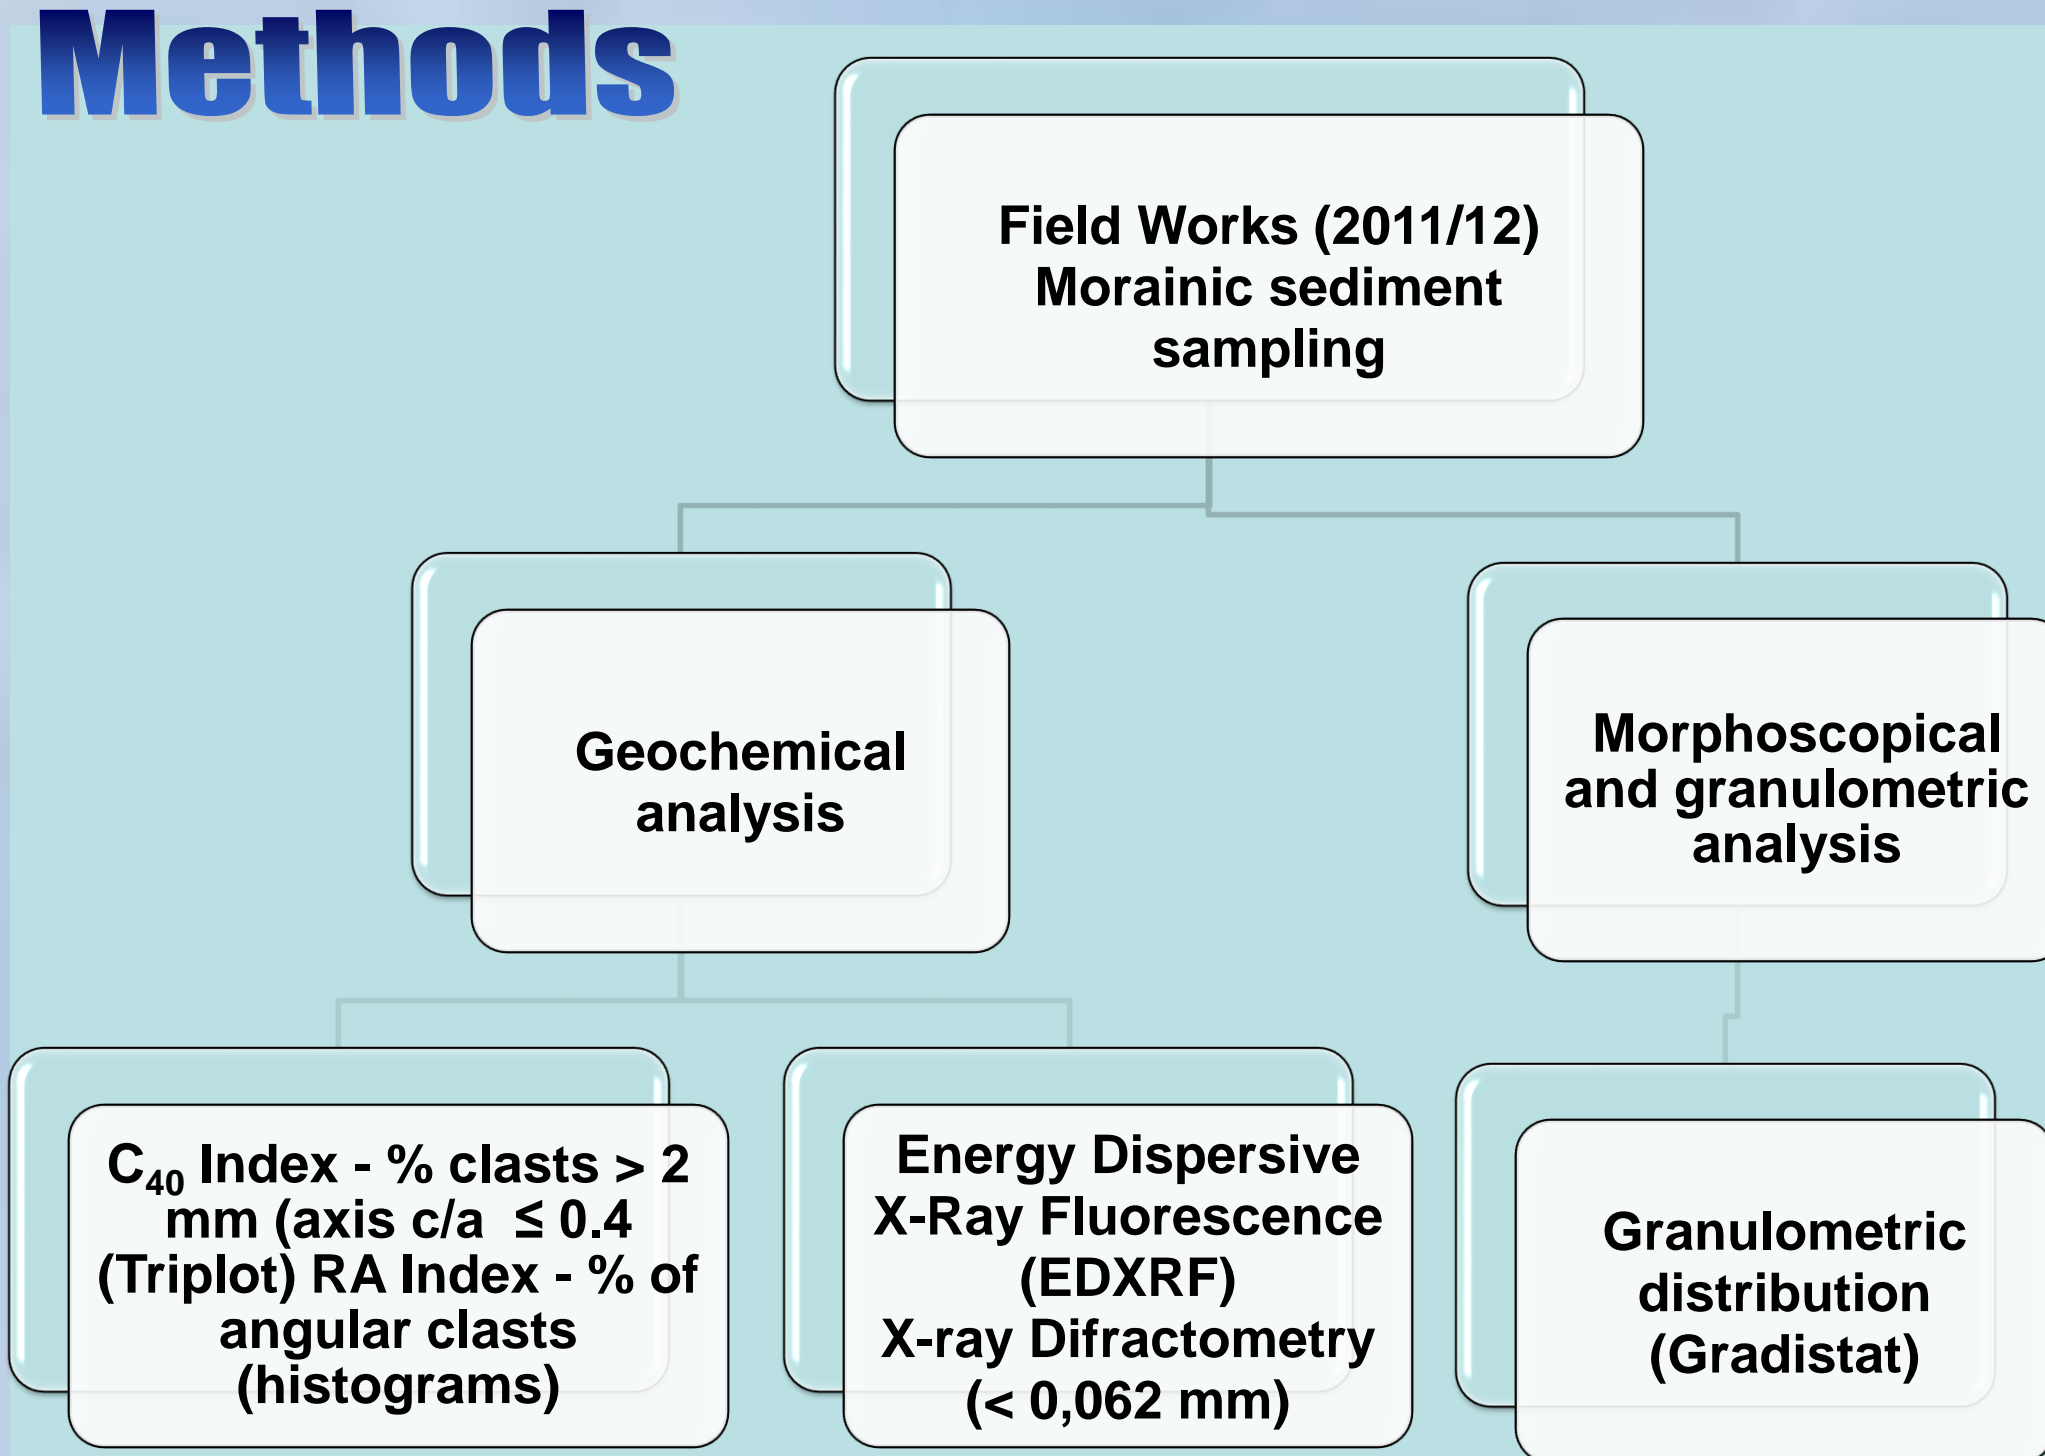 Methods
Field Works (2011/12)
Morainic sediment
sampling
Geochemical
analysis
Morphoscopical
and granulometric
analysis
C₄₀ Index - % clasts > 2
mm (axis c/a ≤ 0.4
(Triplot) RA Index - % of
angular clasts
(histograms)
Energy Dispersive
X-Ray Fluorescence
(EDXRF)
X-ray Difractometry
(< 0,062 mm)
Granulometric
distribution
(Gradistat)